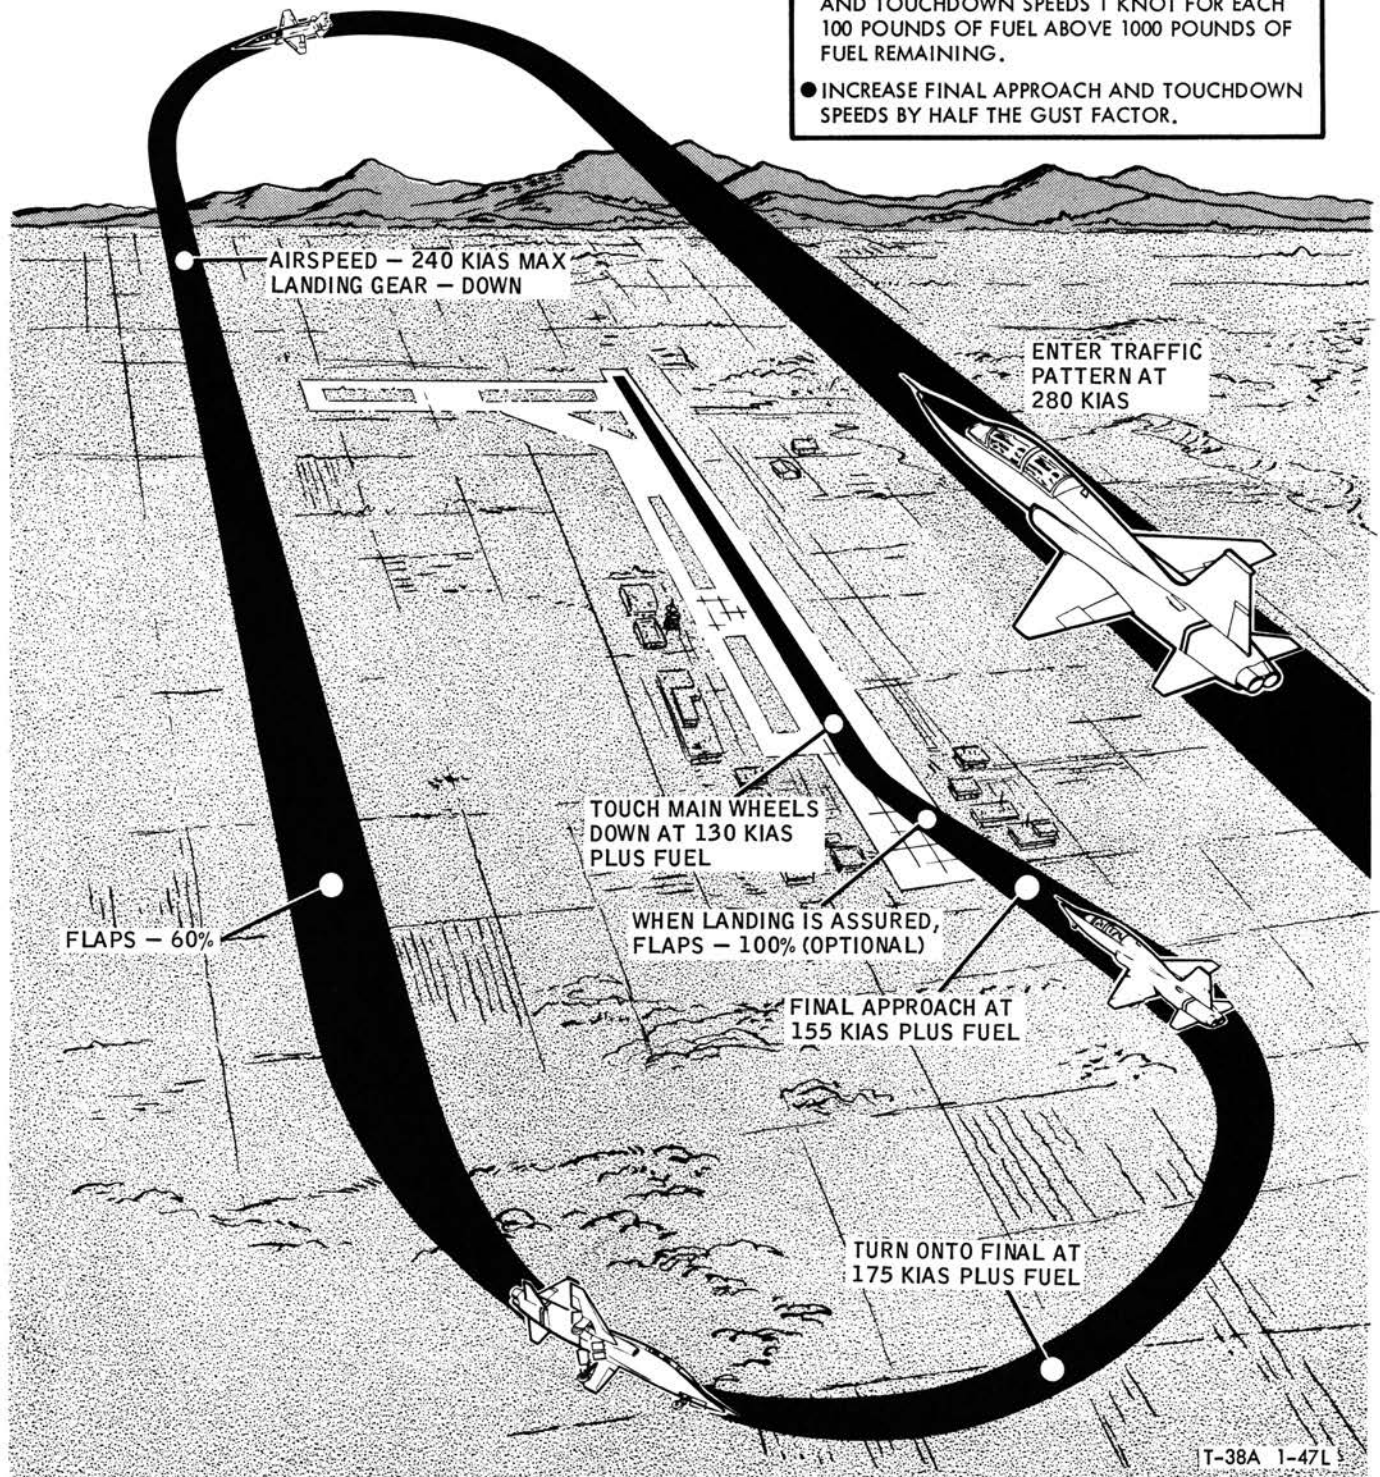 AND TOUCHDOWN SPEEDS 1 KNOT FOR EACH
100 POUNDS OF FUEL ABOVE 1000 POUNDS OF
FUEL REMAINING.
● INCREASE FINAL APPROACH AND TOUCHDOWN
SPEEDS BY HALF THE GUST FACTOR.
AIRSPEED — 240 KIAS MAX
LANDING GEAR — DOWN
ENTER TRAFFIC
PATTERN AT
280 KIAS
TOUCH MAIN WHEELS
DOWN AT 130 KIAS
PLUS FUEL
WHEN LANDING IS ASSURED,
FLAPS — 100% (OPTIONAL)
FLAPS — 60%
FINAL APPROACH AT
155 KIAS PLUS FUEL
TURN ONTO FINAL AT
175 KIAS PLUS FUEL
T-38A 1-47L